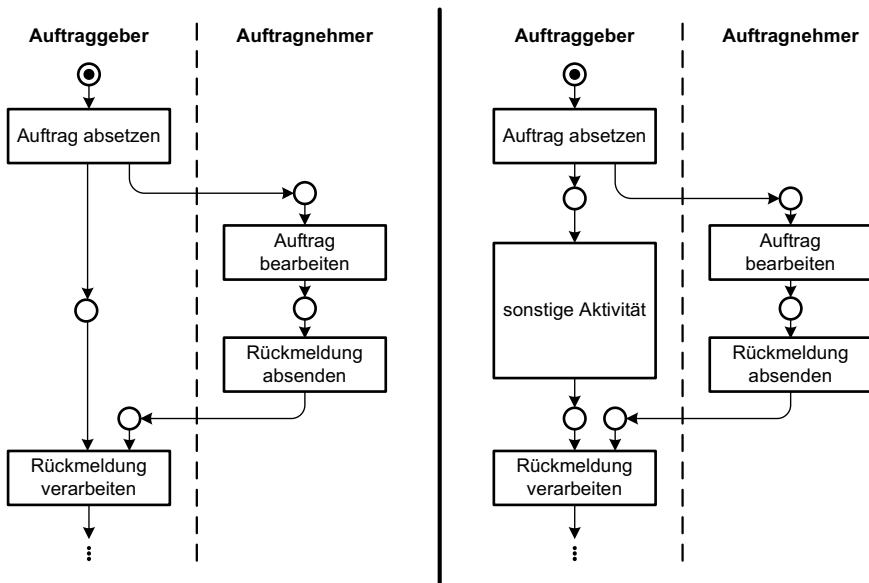 Auftraggeber
Auftragnehmer
Auftrag absetzen
Auftrag
bearbeiten
Rückmeldung
absenden
Rückmeldung
verarbeiten
Auftraggeber
Auftragnehmer
Auftrag absetzen
Auftrag
bearbeiten
sonstige Aktivität
Rückmeldung
absenden
Rückmeldung
verarbeiten